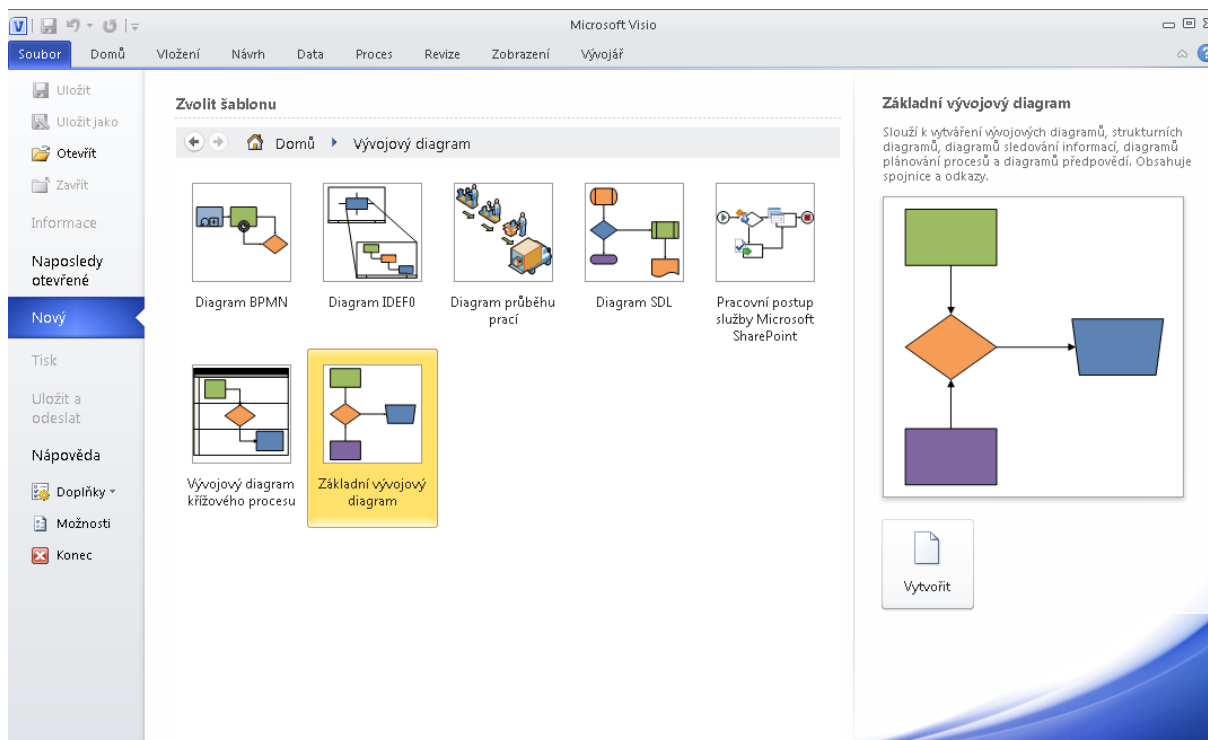 Microsoft Visio
Soubor Domů Vložení Návrh Data Proces Revize Zobrazení Vývojář
Uložit
Uložit jako
Otevřít
Zavřít
Informace
Naposledy
otevřené
Nový
Tisk
Uložit a
odeslat
Nápověda
Doplňky
Možnosti
Konec
Zvolit šablonu
Domů Vývojový diagram
Diagram BPMN
Diagram IDEF0
Diagram průběhu
prací
Diagram SDL
Pracovní postup
služby Microsoft
SharePoint
Vývojový diagram
křížového procesu
Základní vývojový
diagram
Základní vývojový diagram
Slouží k vytváření vývojových diagramů, strukturních
diagramů, diagramů sledování informací, diagramů
plánování procesů a diagramů předpovědí. Obsahuje
spojnice a odkazy.
Vytvořit